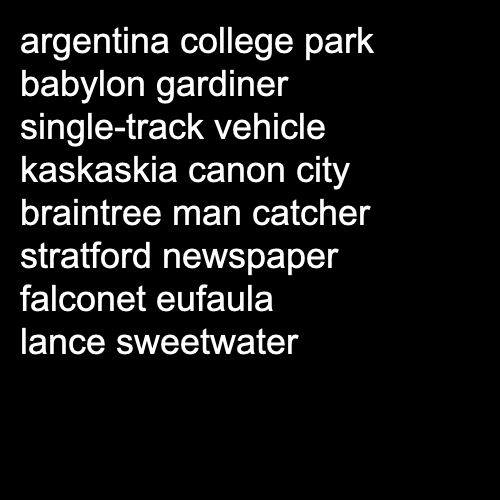 argentina college park
babylon gardiner
single-track vehicle
kaskaskia canon city
braintree man catcher
stratford newspaper
falconet eufaula
lance sweetwater